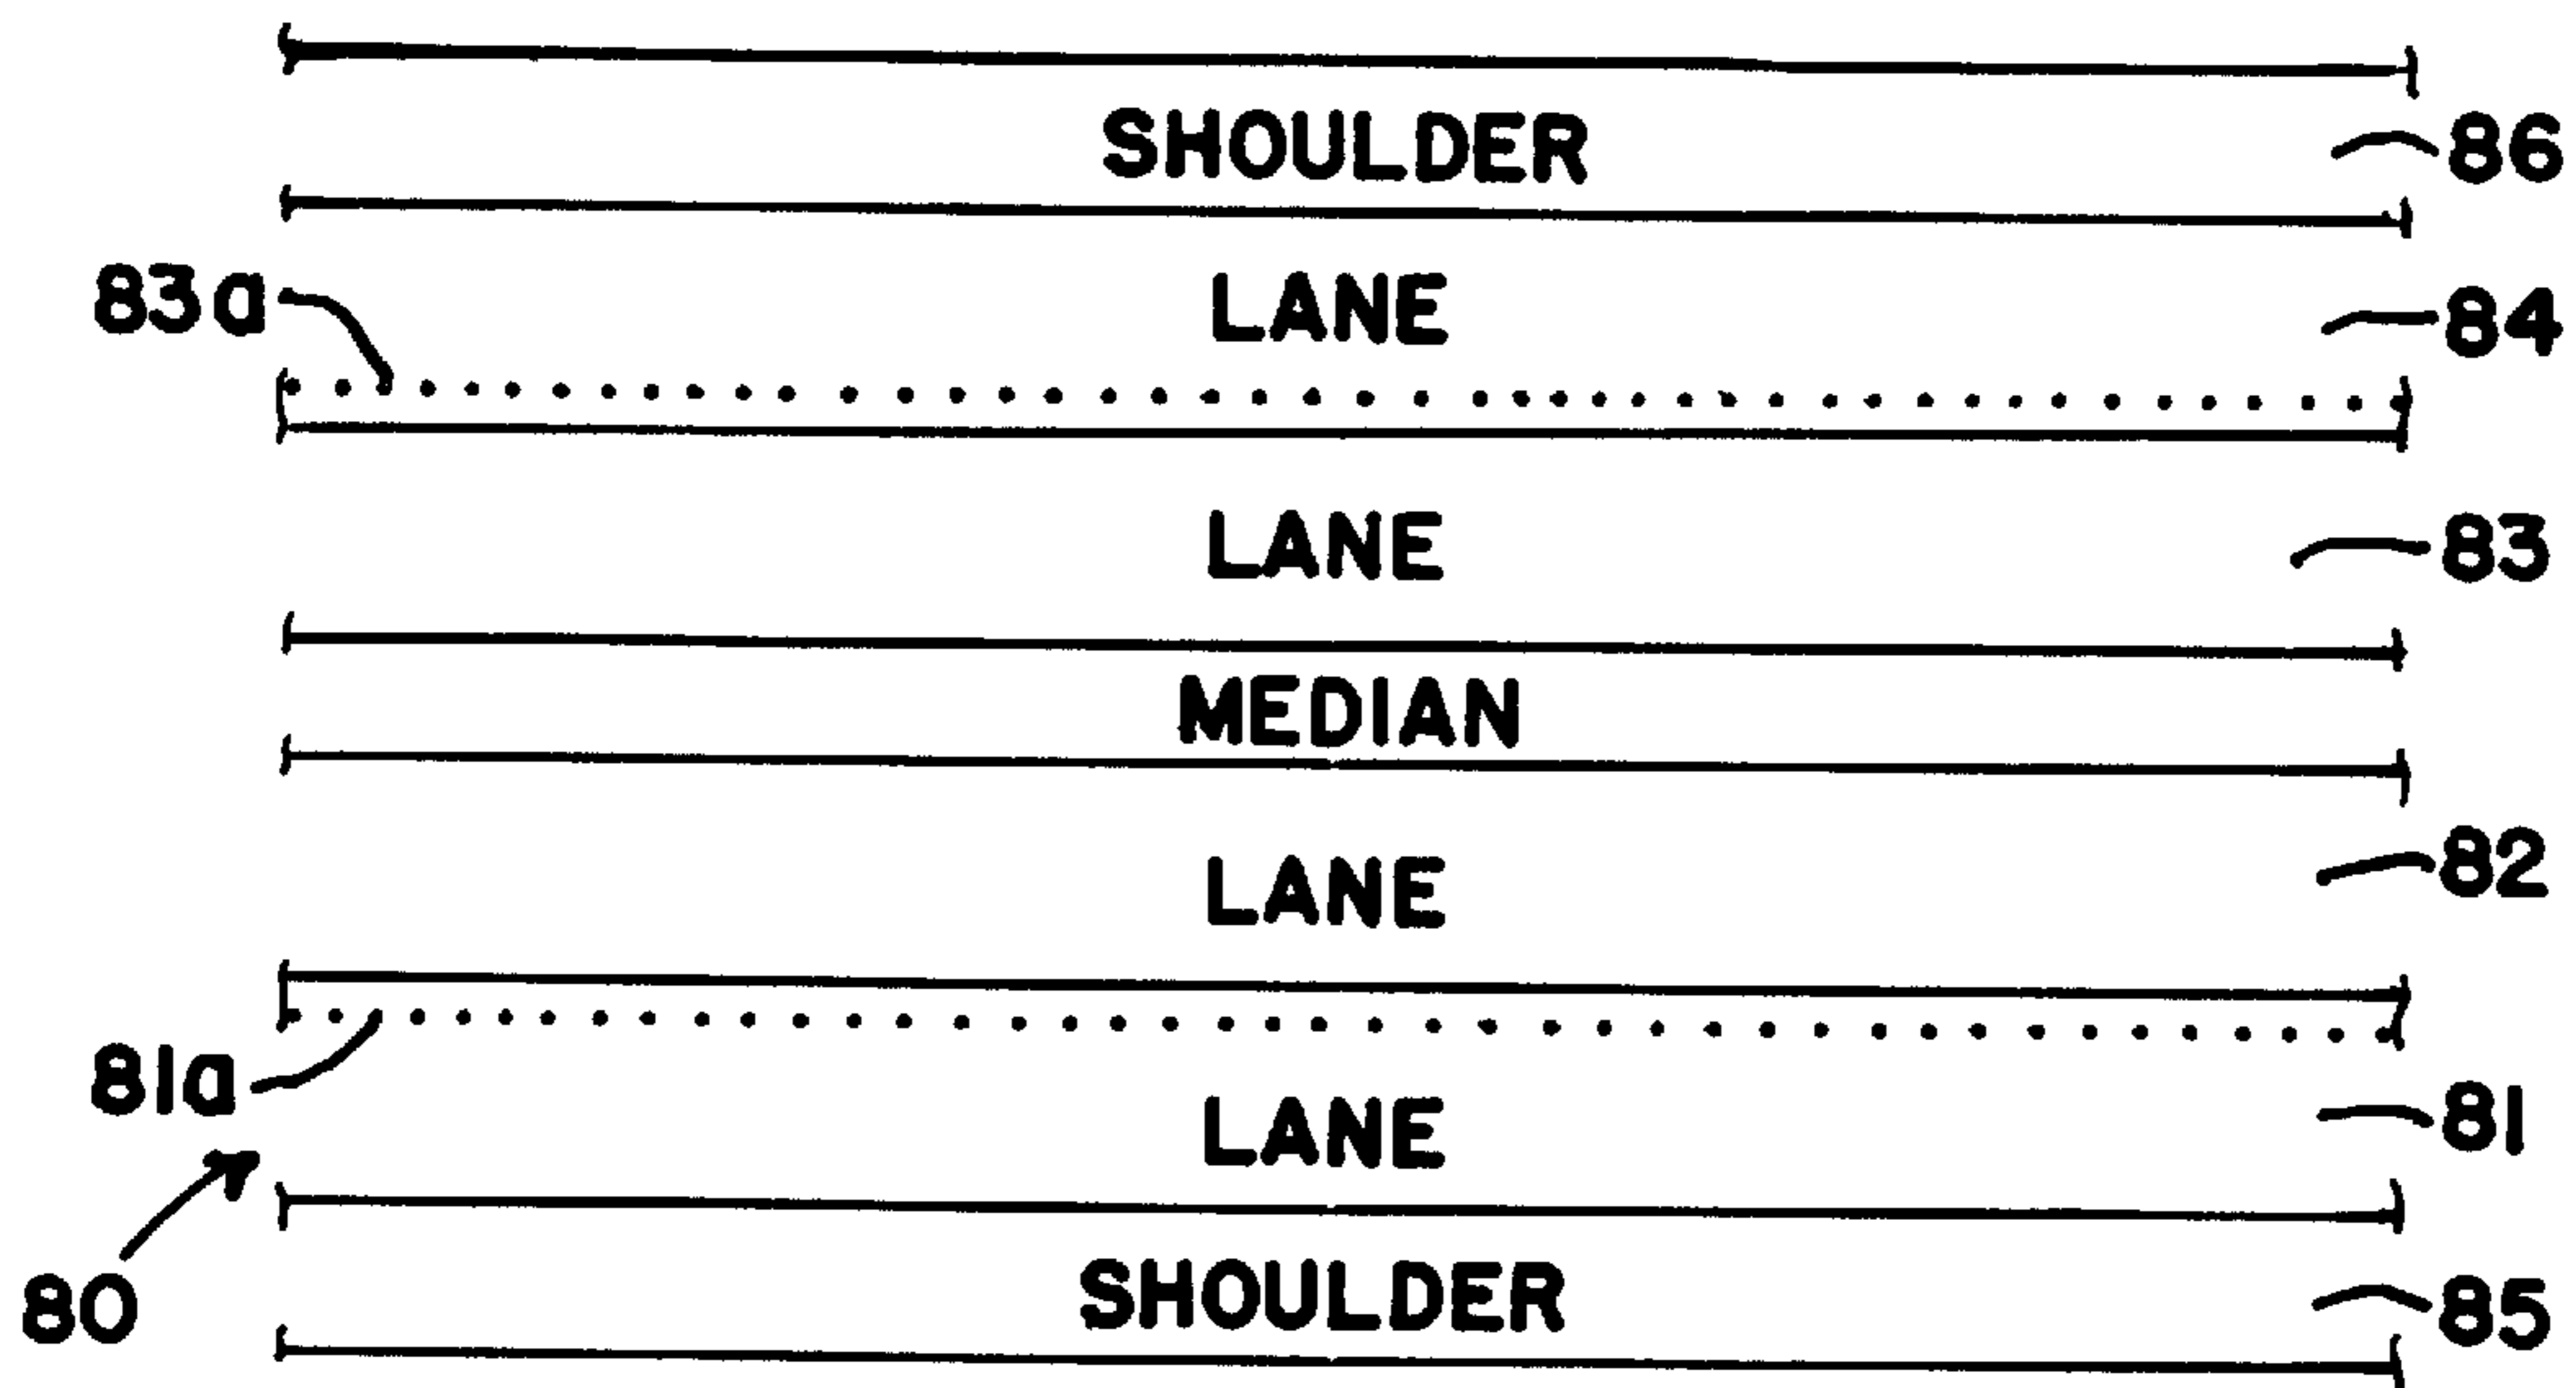 SHOULDER 86
83a LANE 84
LANE 83
MEDIAN
LANE 82
81a LANE 81
80 SHOULDER 85